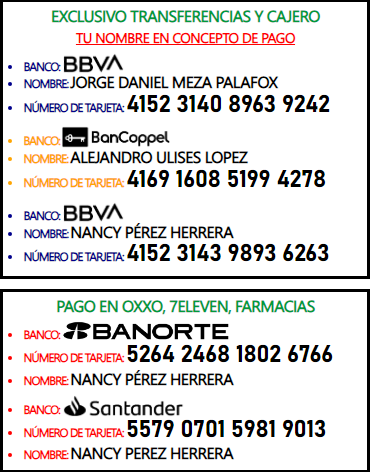 EXCLUSIVO TRANSFERENCIAS Y CAJERO
TU NOMBRE EN CONCEPTO DE PAGO
• BANCO: BBVA
• NOMBRE: JORGE DANIEL MEZA PALAFOX
• NÚMERO DE TARJETA: 4152 3140 8963 9242
• BANCO: BanCoppel
• NOMBRE: ALEJANDRO ULISES LOPEZ
• NÚMERO DE TARJETA: 4169 1608 5199 4278
• BANCO: BBVA
• NOMBRE: NANCY PÉREZ HERRERA
• NÚMERO DE TARJETA: 4152 3143 9893 6263
PAGO EN OXXO, 7ELEVEN, FARMACIAS
• BANCO: BANORTE
• NÚMERO DE TARJETA: 5264 2468 1802 6766
• NOMBRE: NANCY PÉREZ HERRERA
• BANCO: Santander
• NÚMERO DE TARJETA: 5579 0701 5981 9013
• NOMBRE: NANCY PEREZ HERRERA